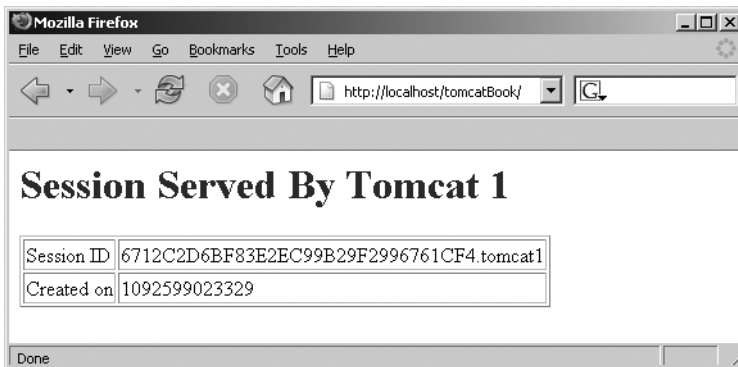 Mozilla Firefox
File Edit View Go Bookmarks Tools Help
http://localhost/tomcatBook/ G
Session Served By Tomcat 1
Session ID 6712C2D6BF83E2EC99B29F2996761CF4.tomcat1
Created on 1092599023329
Done